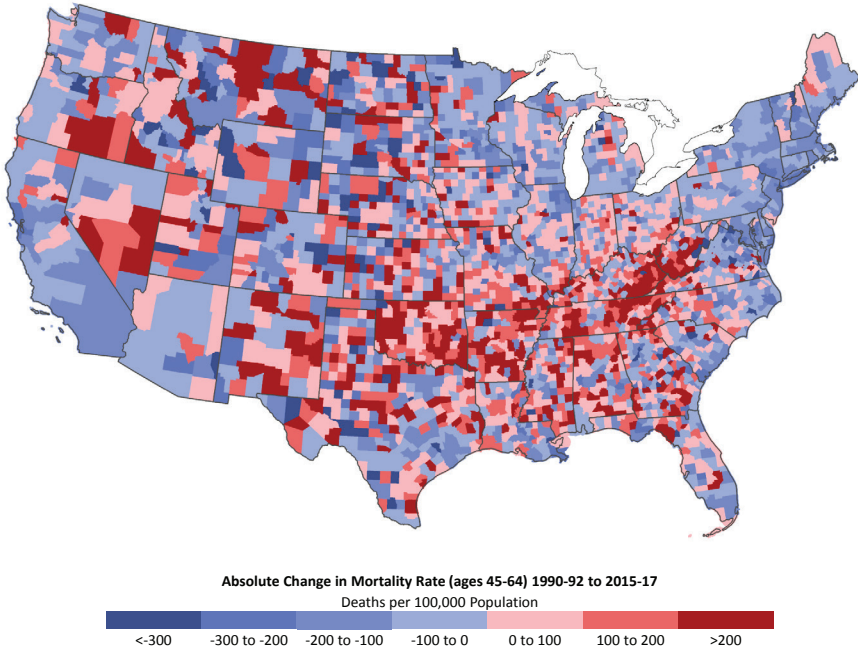 Absolute Change in Mortality Rate (ages 45-64) 1990-92 to 2015-17
Deaths per 100,000 Population
<-300 -300 to -200 -200 to -100 -100 to 0 0 to 100 100 to 200 >200